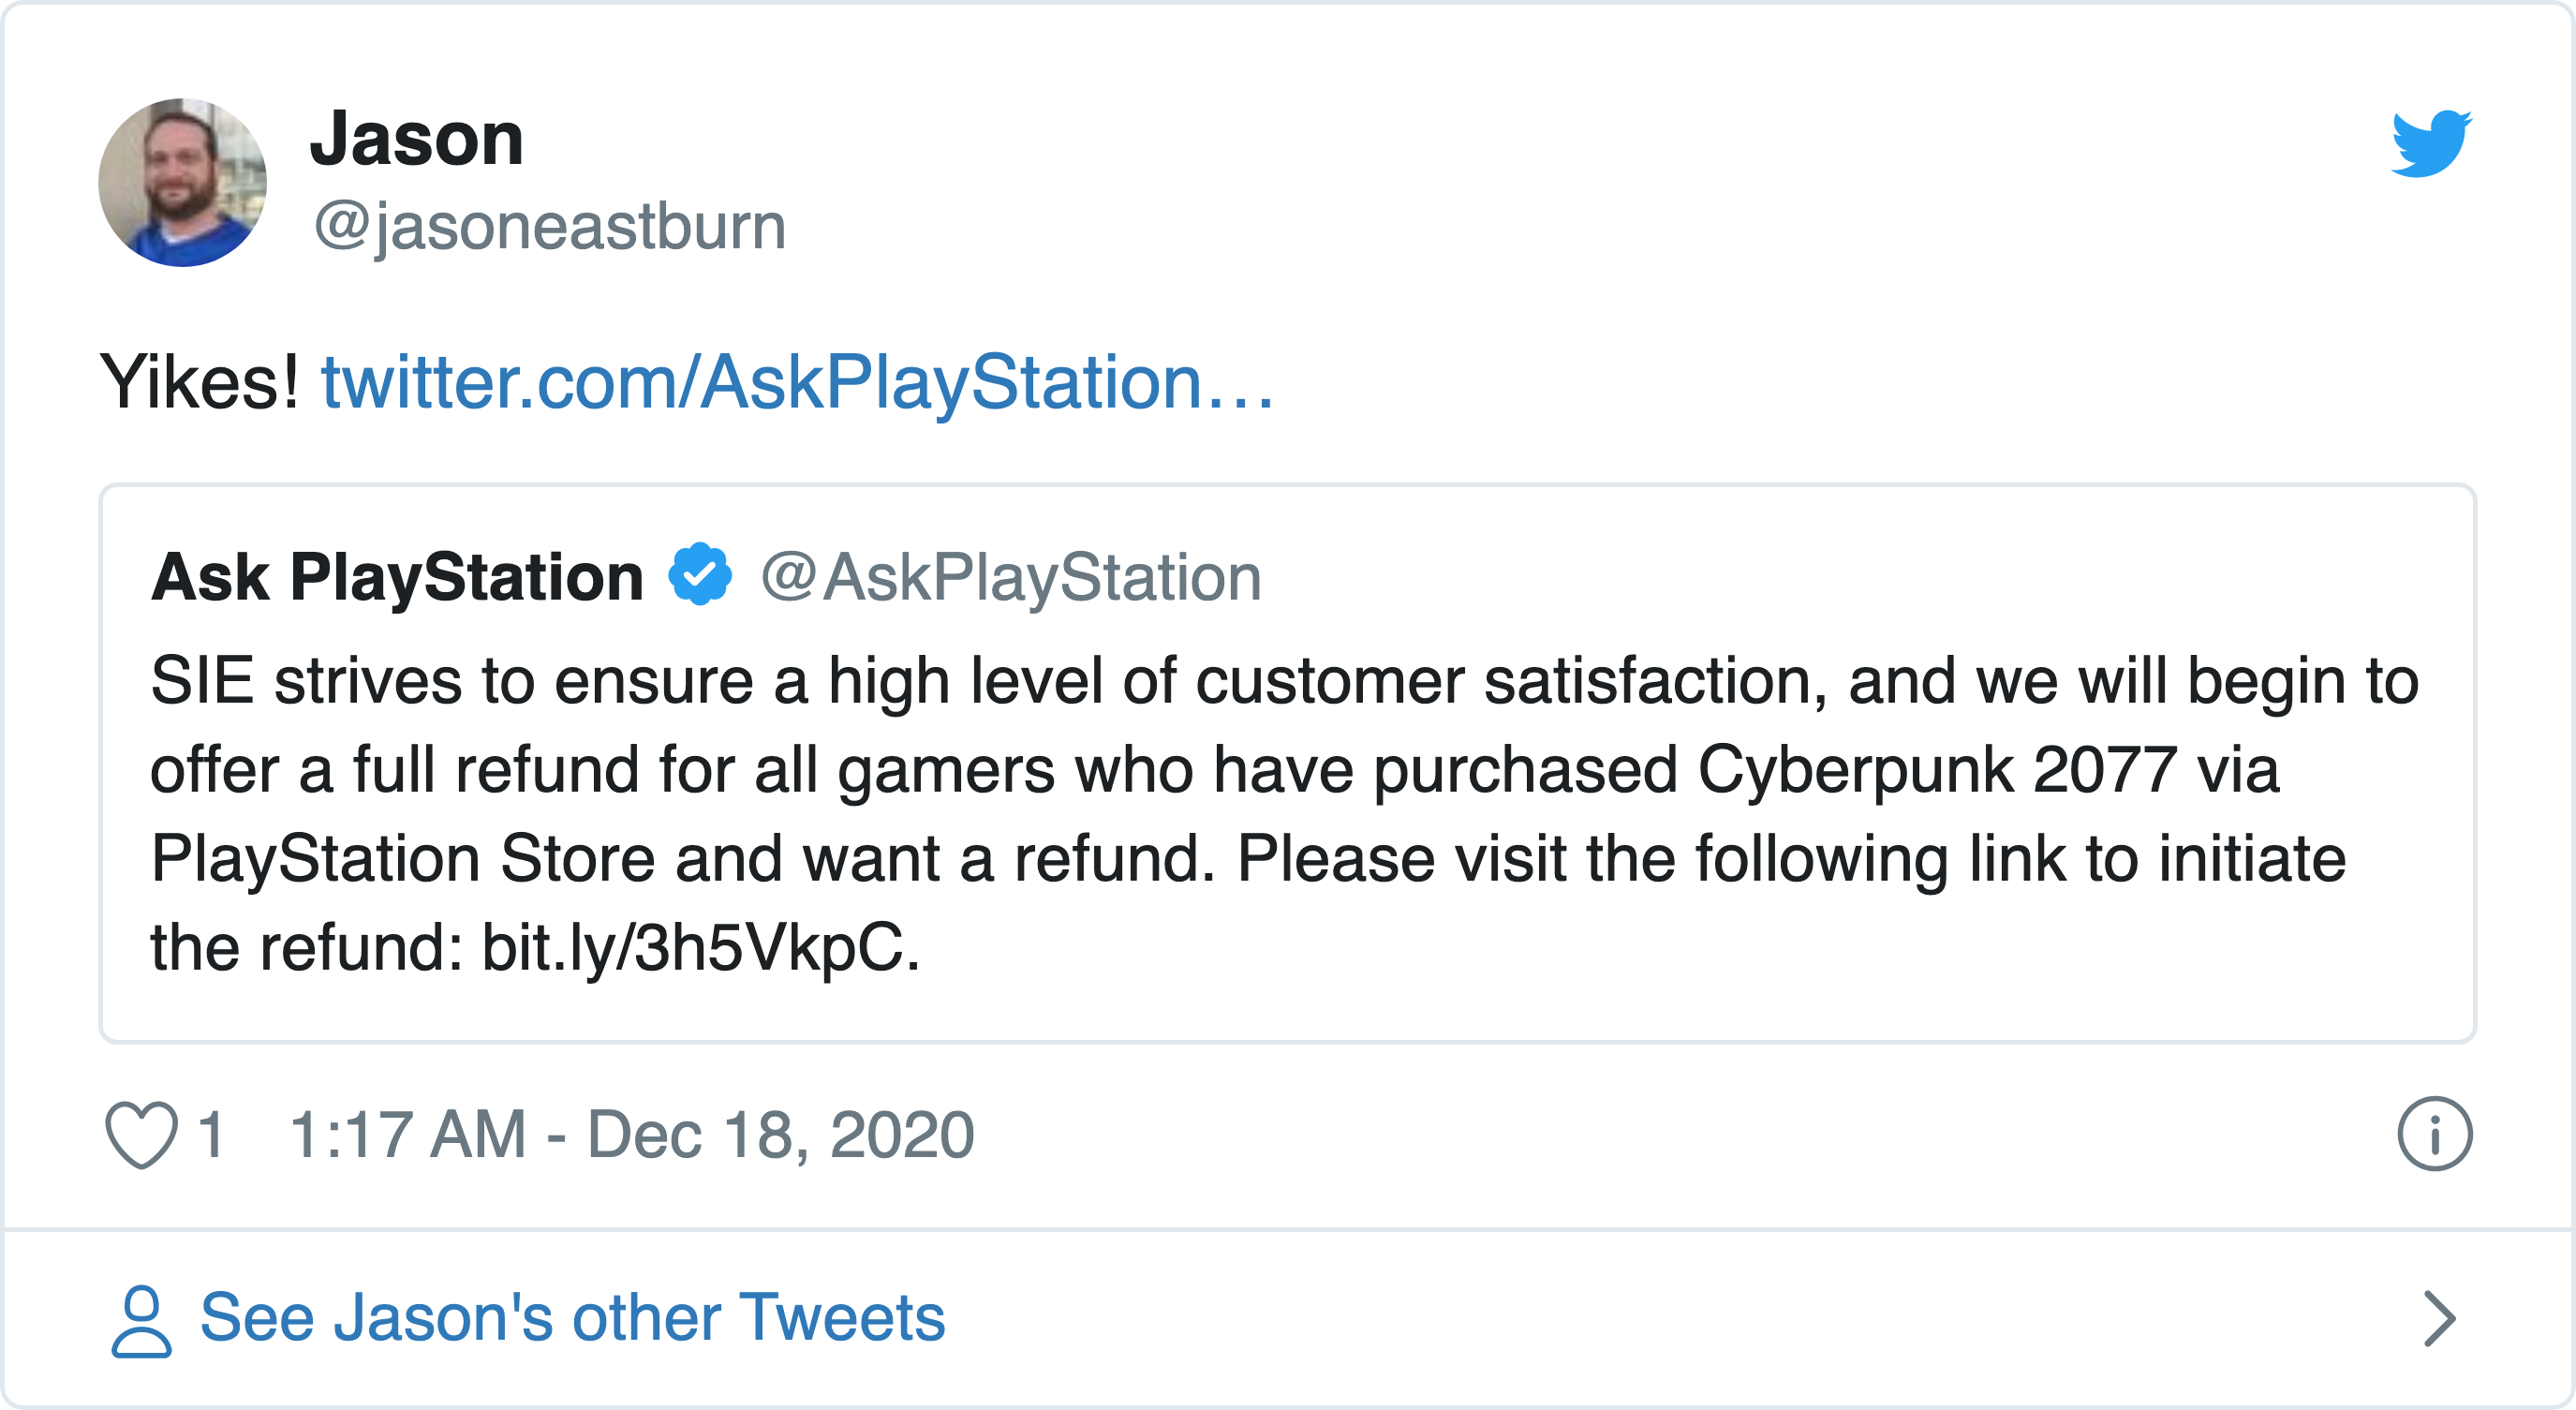 Jason
@jasoneastburn
Yikes! twitter.com/AskPlayStation…
Ask PlayStation @AskPlayStation
SIE strives to ensure a high level of customer satisfaction, and we will begin to
offer a full refund for all gamers who have purchased Cyberpunk 2077 via
PlayStation Store and want a refund. Please visit the following link to initiate
the refund: bit.ly/3h5VkpC.
1 1:17 AM - Dec 18, 2020
See Jason's other Tweets